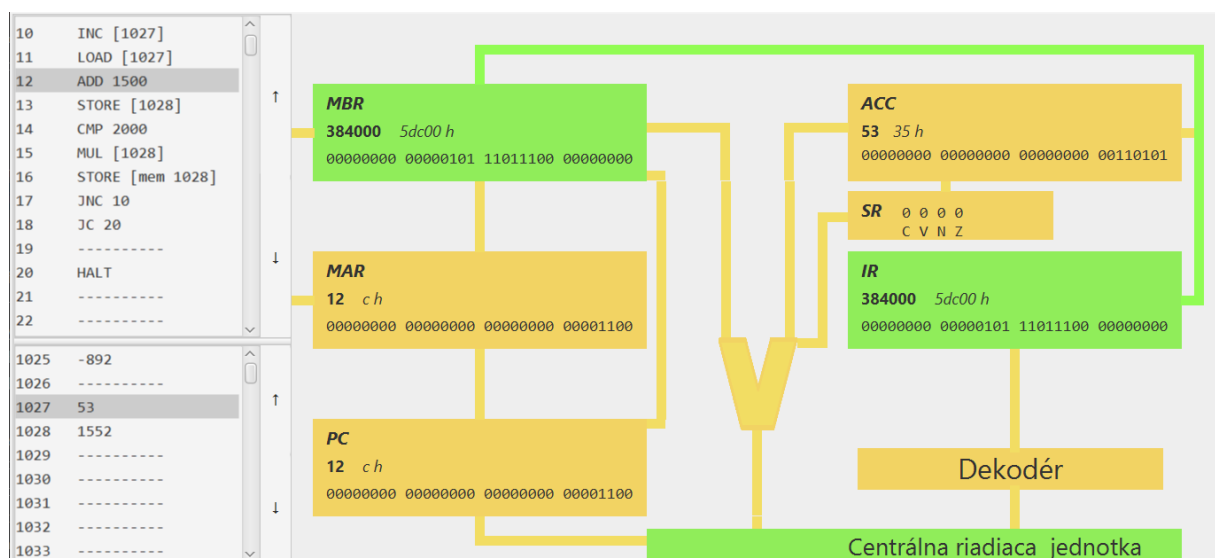 10 INC [1027]
11 LOAD [1027]
12 ADD 1500
13 STORE [1028]
14 CMP 2000
15 MUL [1028]
16 STORE [mem 1028]
17 JNC 10
18 JC 20
19 ----------
20 HALT
21 ----------
22 ----------
↑
↓
1025 -892
1026 ----------
1027 53
1028 1552
1029 ----------
1030 ----------
1031 ----------
1032 ----------
1033 ----------
↑
↓
MBR
384000 5dc00 h
00000000 00000101 11011100 00000000
MAR
12 c h
00000000 00000000 00000000 00001100
PC
12 c h
00000000 00000000 00000000 00001100
ACC
53 35 h
00000000 00000000 00000000 00110101
SR 0 0 0 0
C V N Z
IR
384000 5dc00 h
00000000 00000101 11011100 00000000
Dekodér
Centrálna riadiaca jednotka